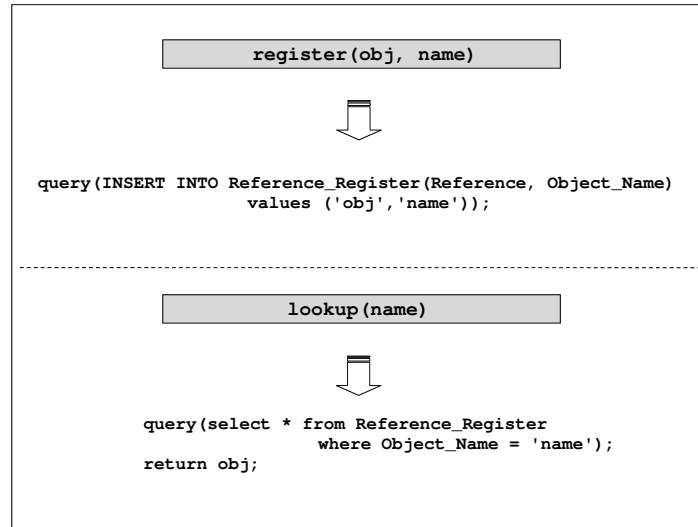 register(obj, name)
query(INSERT INTO Reference_Register(Reference, Object_Name)
values ('obj','name'));
lookup(name)
query(select * from Reference_Register
where Object_Name = 'name');
return obj;